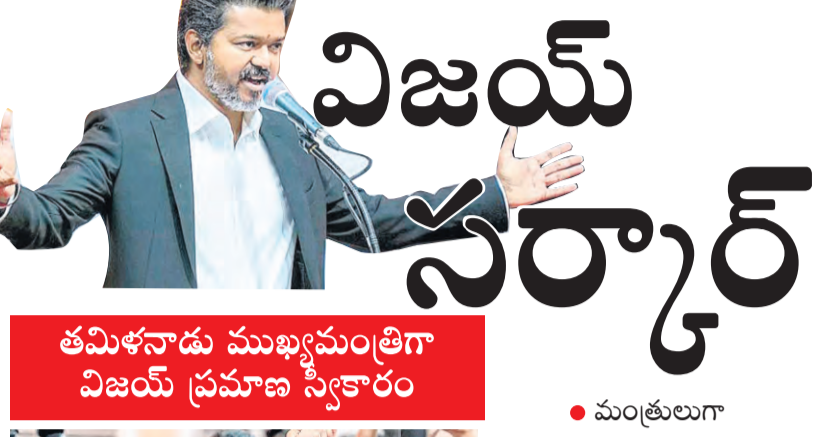 విజయ్
సర్కార్
తమిళనాడు ముఖ్యమంత్రిగా
విజయ్ ప్రమాణ స్వీకారం
● మంత్రులుగా